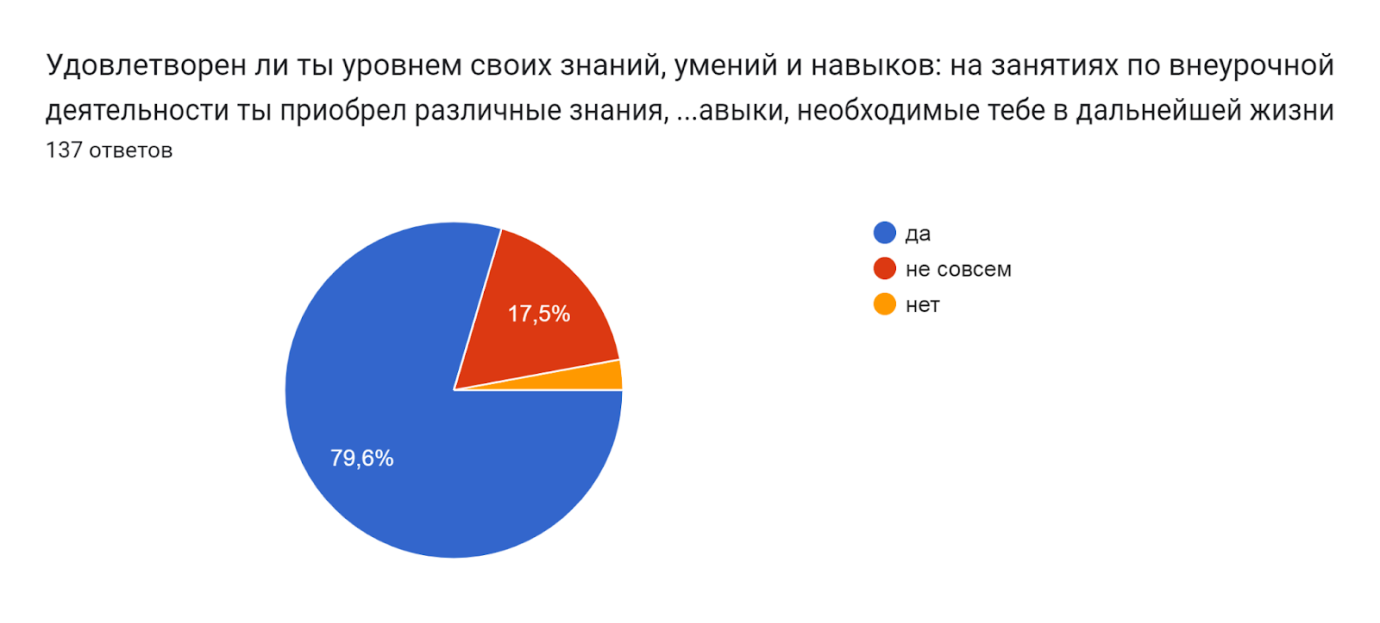 Удовлетворен ли ты уровнем своих знаний, умений и навыков: на занятиях по внеурочной
деятельности ты приобрел различные знания, ...авыки, необходимые тебе в дальнейшей жизни
137 ответов
да
не совсем
нет
17,5%
79,6%